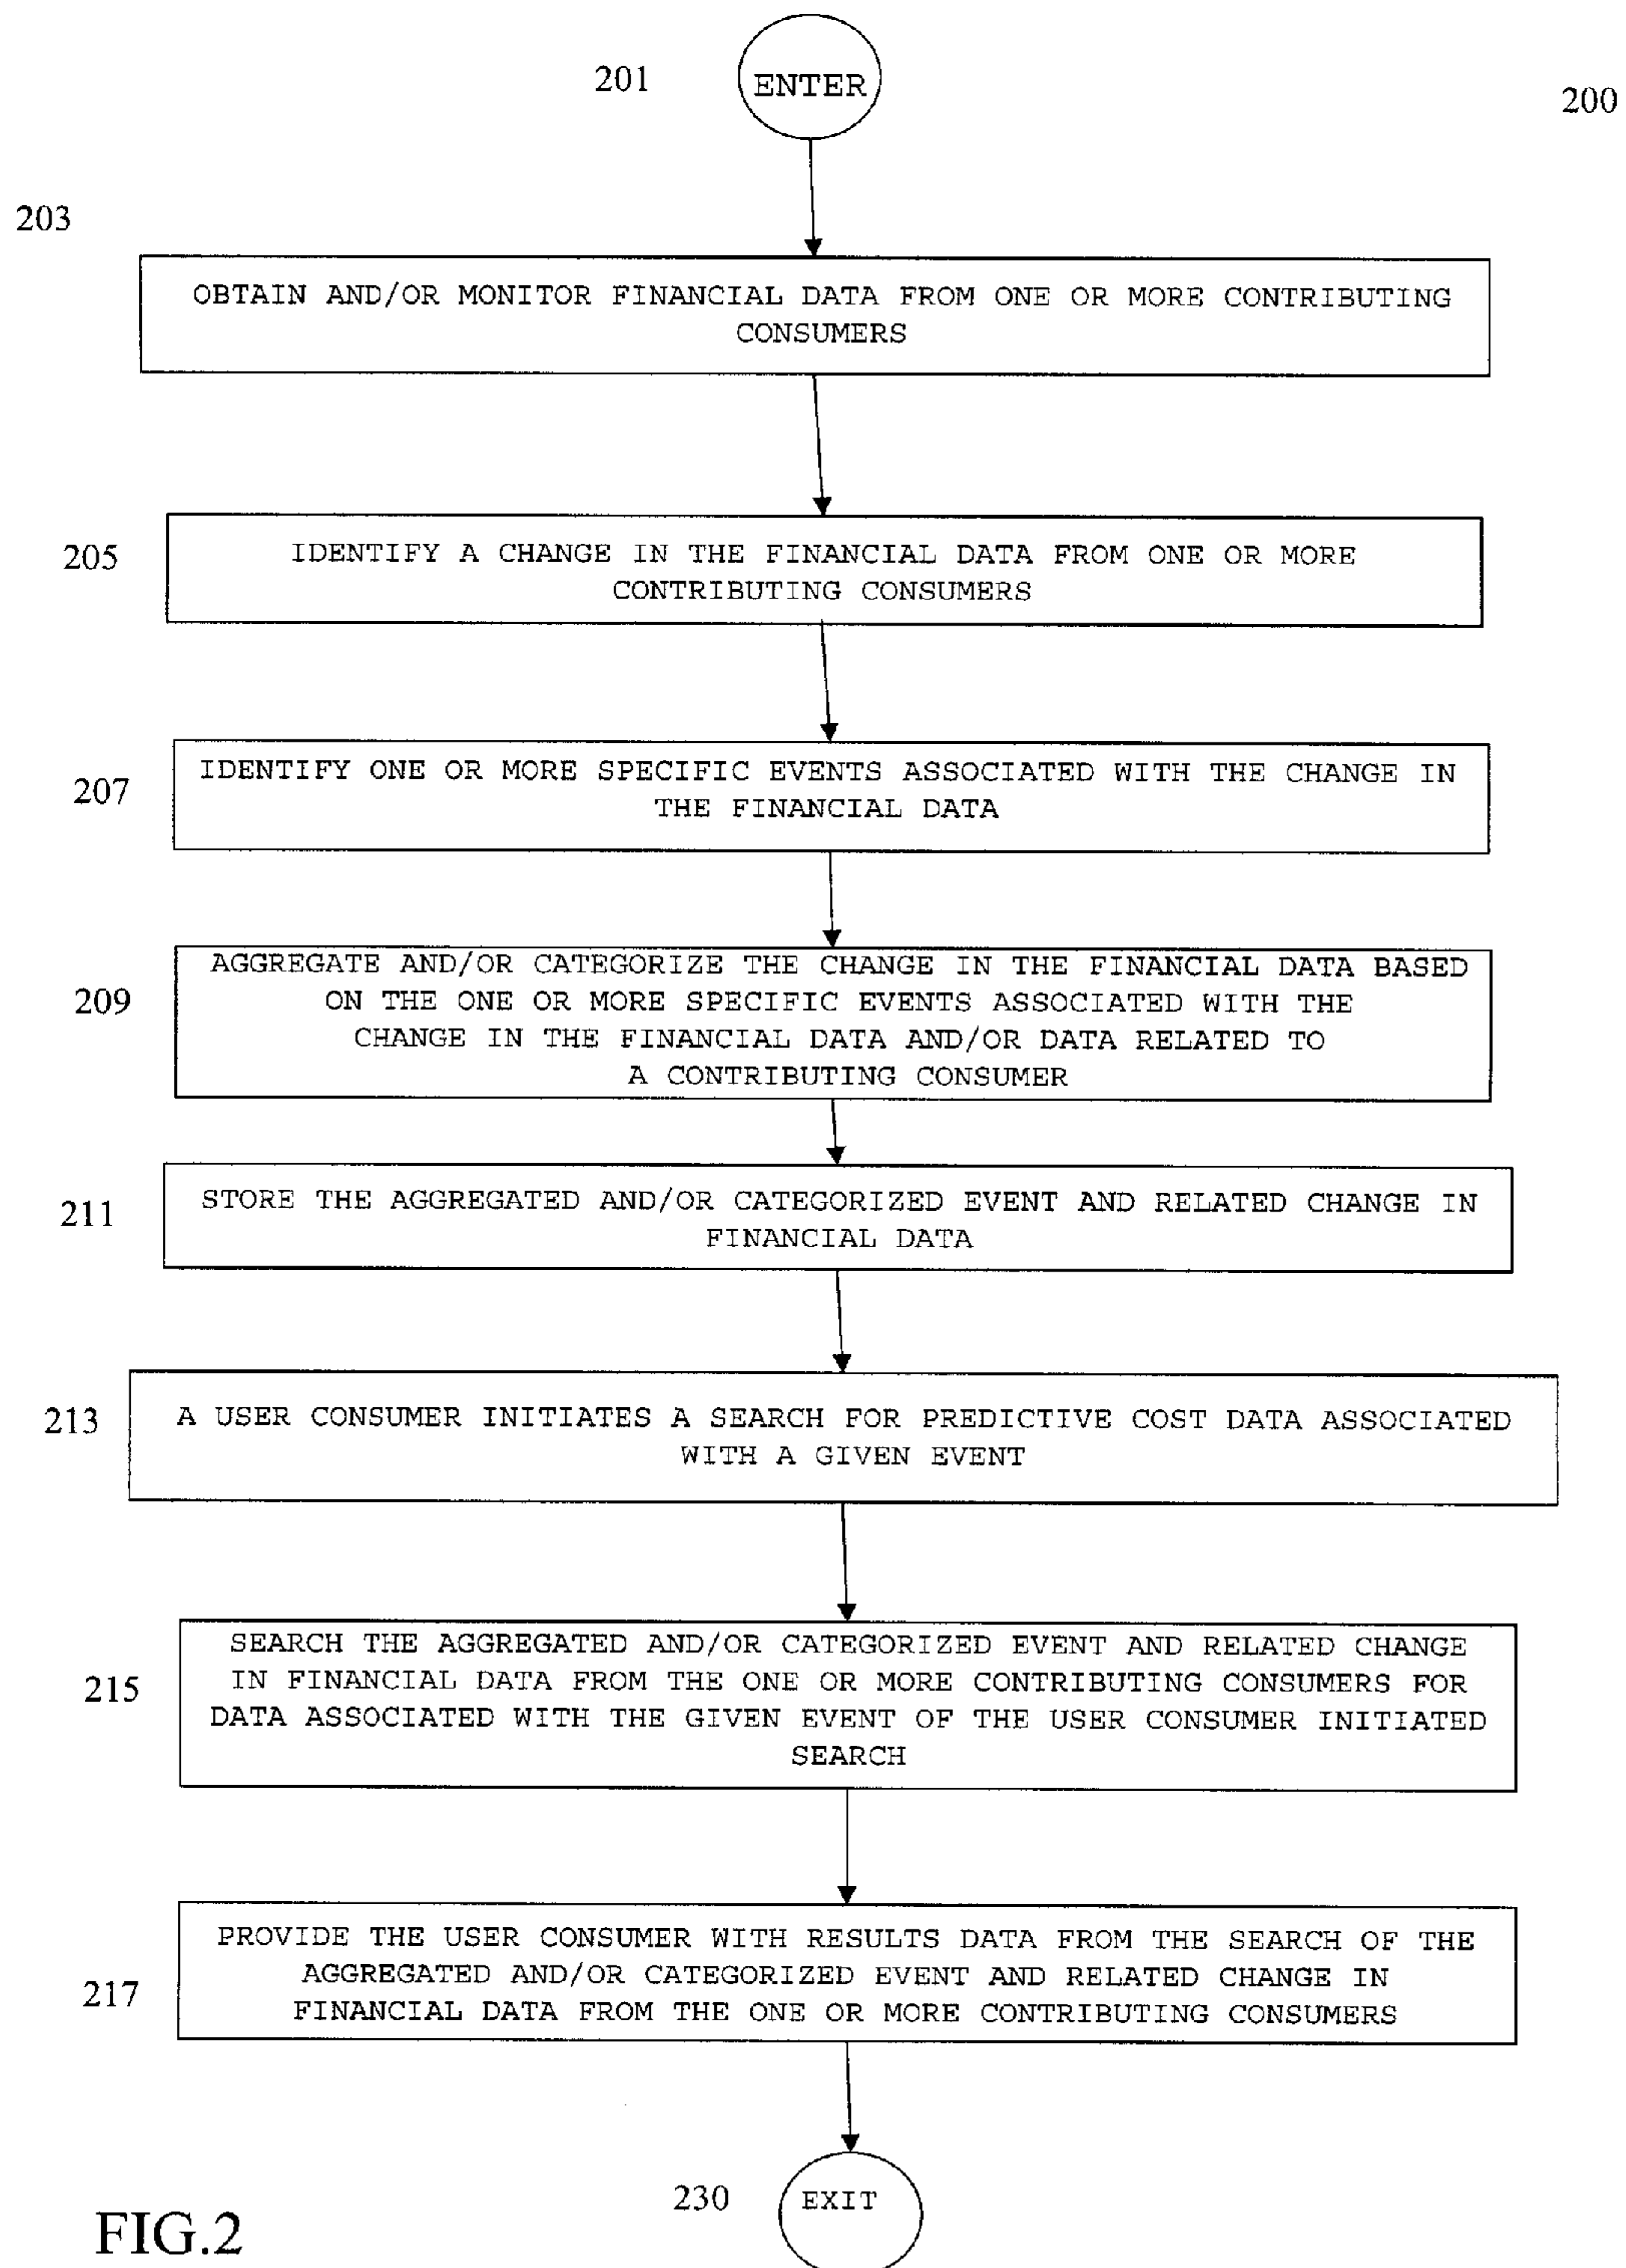 201
ENTER
200
203
OBTAIN AND/OR MONITOR FINANCIAL DATA FROM ONE OR MORE CONTRIBUTING
CONSUMERS
205
IDENTIFY A CHANGE IN THE FINANCIAL DATA FROM ONE OR MORE
CONTRIBUTING CONSUMERS
207
IDENTIFY ONE OR MORE SPECIFIC EVENTS ASSOCIATED WITH THE CHANGE IN
THE FINANCIAL DATA
209
AGGREGATE AND/OR CATEGORIZE THE CHANGE IN THE FINANCIAL DATA BASED
ON THE ONE OR MORE SPECIFIC EVENTS ASSOCIATED WITH THE
CHANGE IN THE FINANCIAL DATA AND/OR DATA RELATED TO
A CONTRIBUTING CONSUMER
211
STORE THE AGGREGATED AND/OR CATEGORIZED EVENT AND RELATED CHANGE IN
FINANCIAL DATA
213
A USER CONSUMER INITIATES A SEARCH FOR PREDICTIVE COST DATA ASSOCIATED
WITH A GIVEN EVENT
215
SEARCH THE AGGREGATED AND/OR CATEGORIZED EVENT AND RELATED CHANGE
IN FINANCIAL DATA FROM THE ONE OR MORE CONTRIBUTING CONSUMERS FOR
DATA ASSOCIATED WITH THE GIVEN EVENT OF THE USER CONSUMER INITIATED
SEARCH
217
PROVIDE THE USER CONSUMER WITH RESULTS DATA FROM THE SEARCH OF THE
AGGREGATED AND/OR CATEGORIZED EVENT AND RELATED CHANGE IN
FINANCIAL DATA FROM THE ONE OR MORE CONTRIBUTING CONSUMERS
230
EXIT
FIG.2